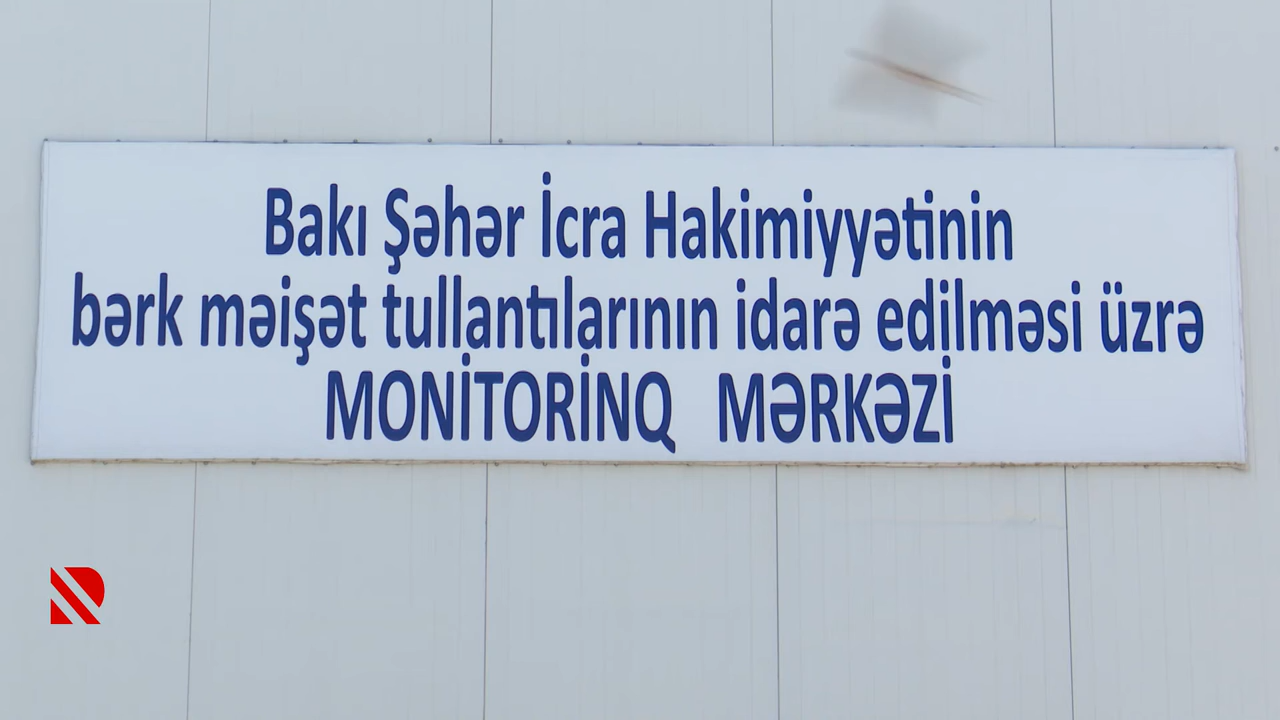 Bakı Şəhər İcra Hakimiyyətinin
bərk məişət tullantılarının idarə edilməsi üzrə
MONİTORİNQ MƏRKƏZİ